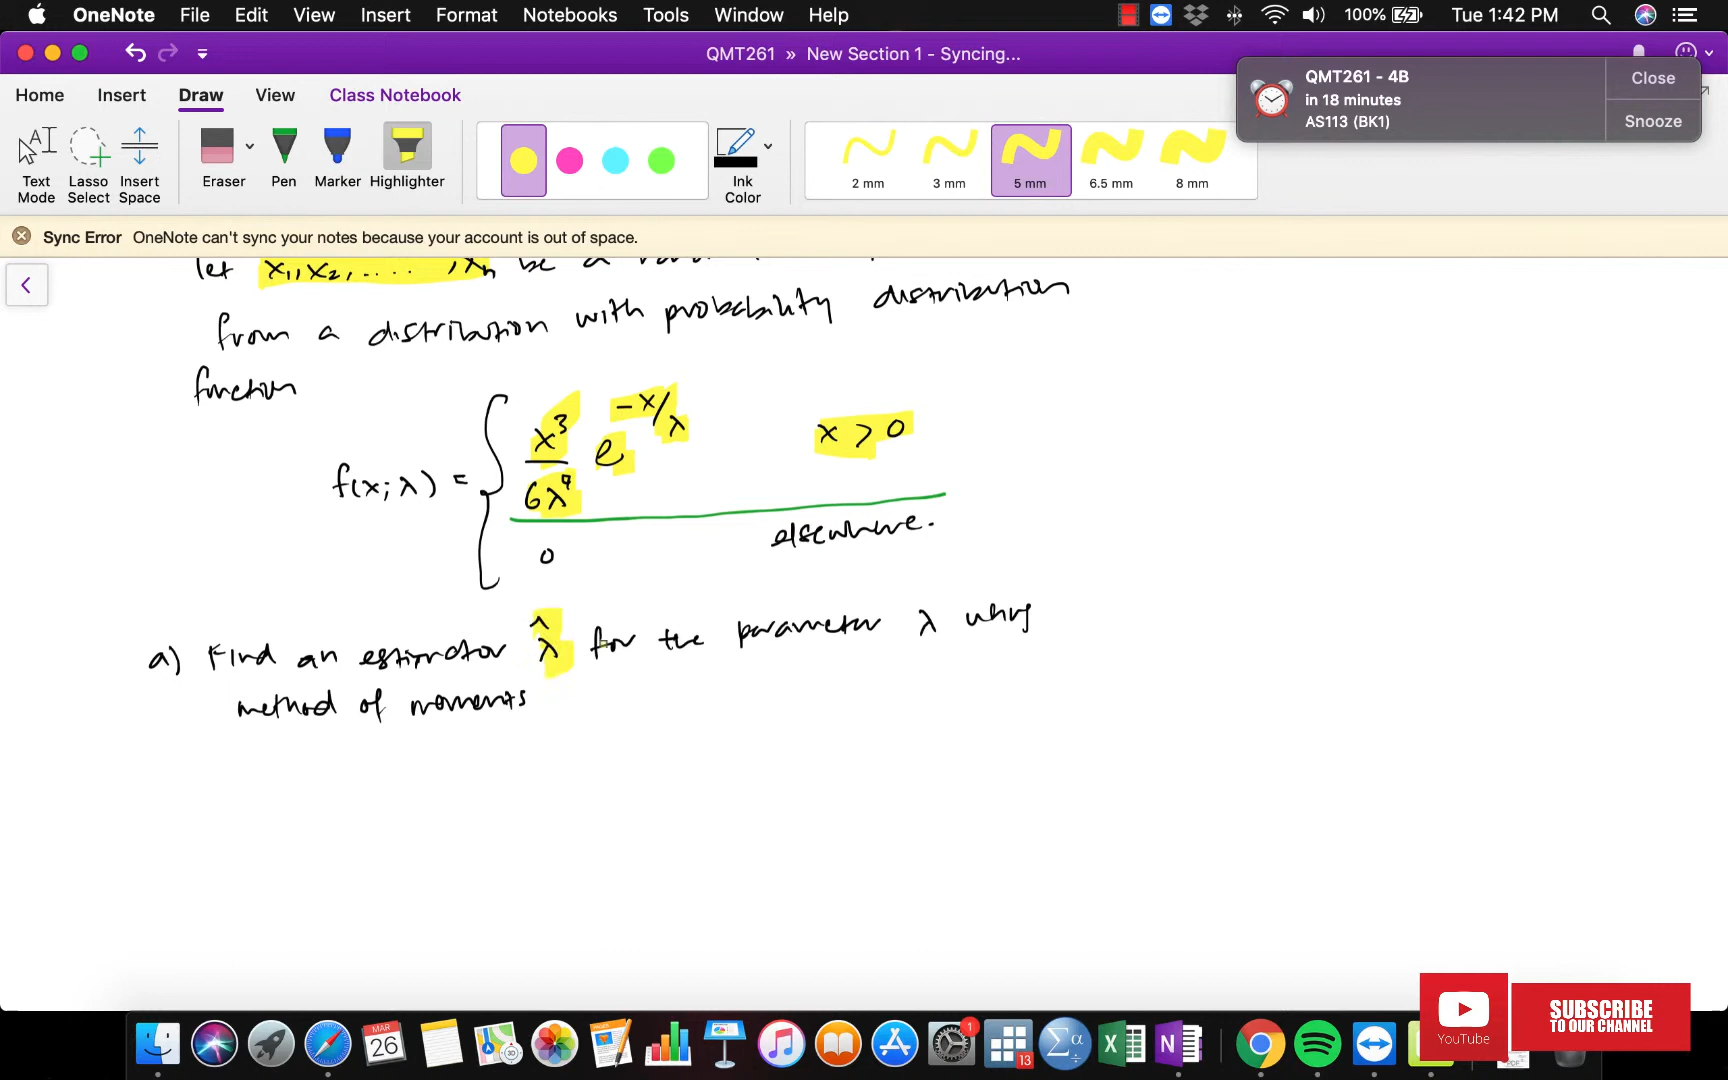 OneNote File Edit View Insert Format Notebooks Tools Window Help 100% Tue 1:42 PM
QMT261 » New Section 1 - Syncing...
QMT261 - 4B
in 18 minutes
AS113 (BK1)
Close
Snooze
Home Insert Draw View Class Notebook
Text Mode
Lasso Select
Insert Space
Eraser
Pen
Marker
Highlighter
Ink Color
2 mm 3 mm 5 mm 6.5 mm 8 mm
Sync Error OneNote can't sync your notes because your account is out of space.
let x₁, x₂, ....., xₙ be a
from a distribution with probability distribution
function
f(x; λ) = { x³/6λ⁴ e^(-x/λ) x > 0
0 elsewhere.
a) Find an estimator λ̂ for the parameter λ using
method of moments
MAR
26
1
13
YouTube
SUBSCRIBE
TO OUR CHANNEL